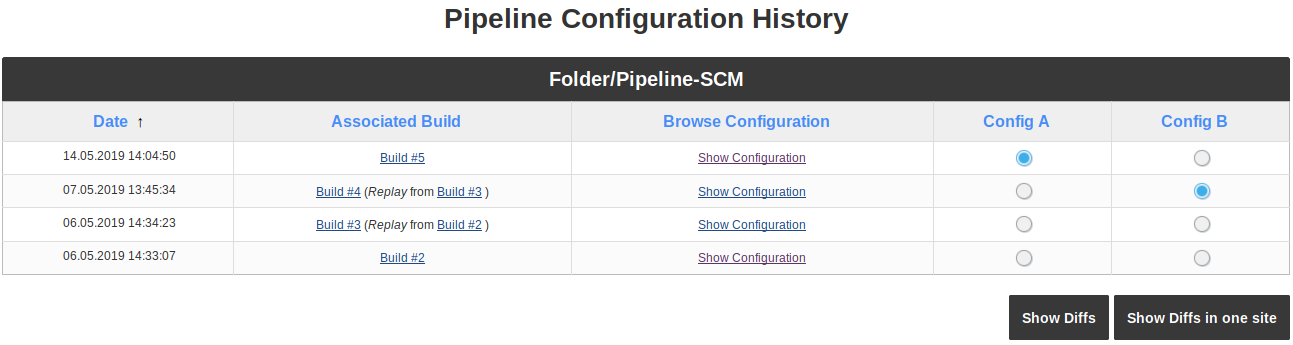 Pipeline Configuration History
Folder/Pipeline-SCM
Date ↑ Associated Build Browse Configuration Config A Config B
14.05.2019 14:04:50 Build #5 Show Configuration
07.05.2019 13:45:34 Build #4 (Replay from Build #3 ) Show Configuration
06.05.2019 14:34:23 Build #3 (Replay from Build #2 ) Show Configuration
06.05.2019 14:33:07 Build #2 Show Configuration
Show Diffs Show Diffs in one site